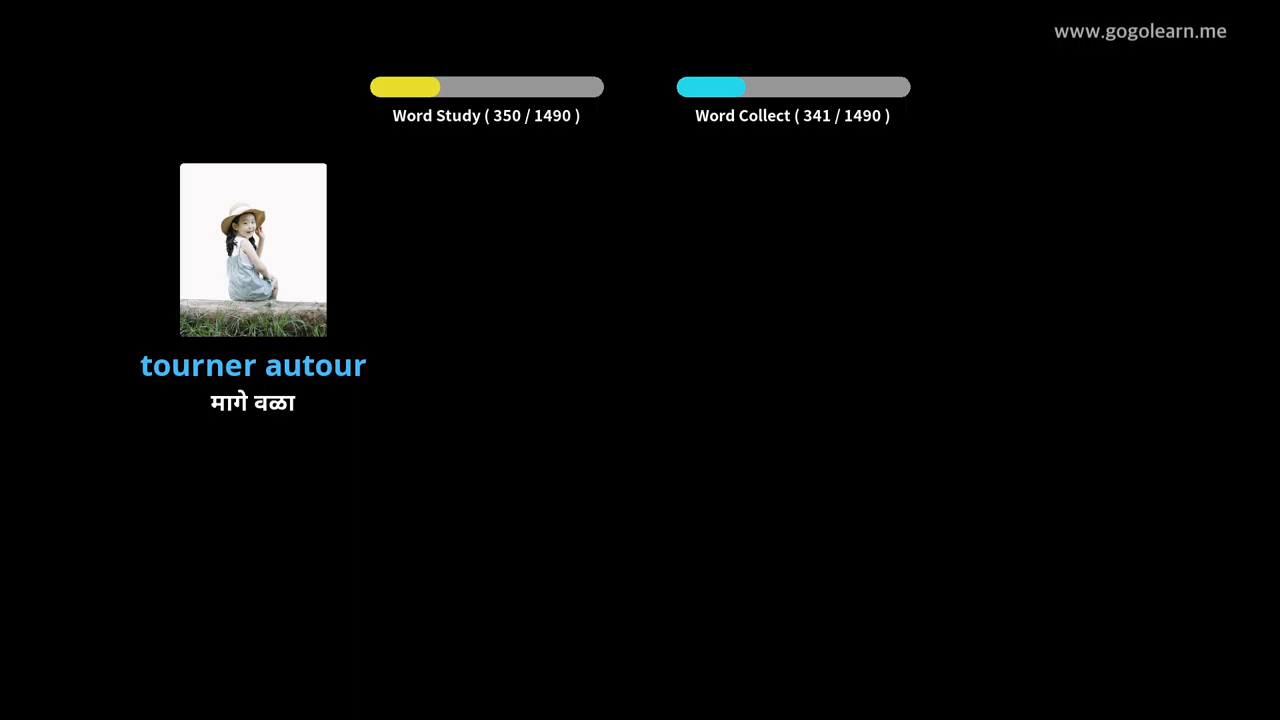 www.gogolearn.me
Word Study ( 350 / 1490 )
Word Collect ( 341 / 1490 )
tourner autour
मागे वळा